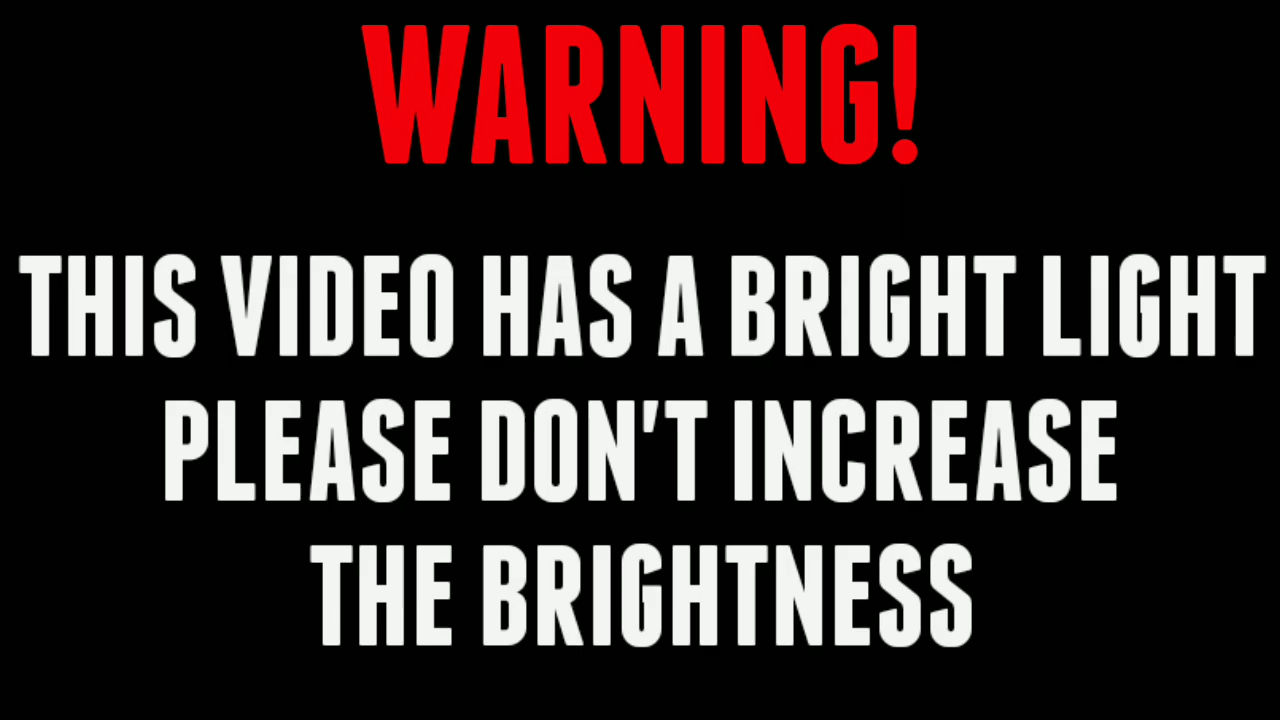 WARNING!
THIS VIDEO HAS A BRIGHT LIGHT
PLEASE DON'T INCREASE
THE BRIGHTNESS